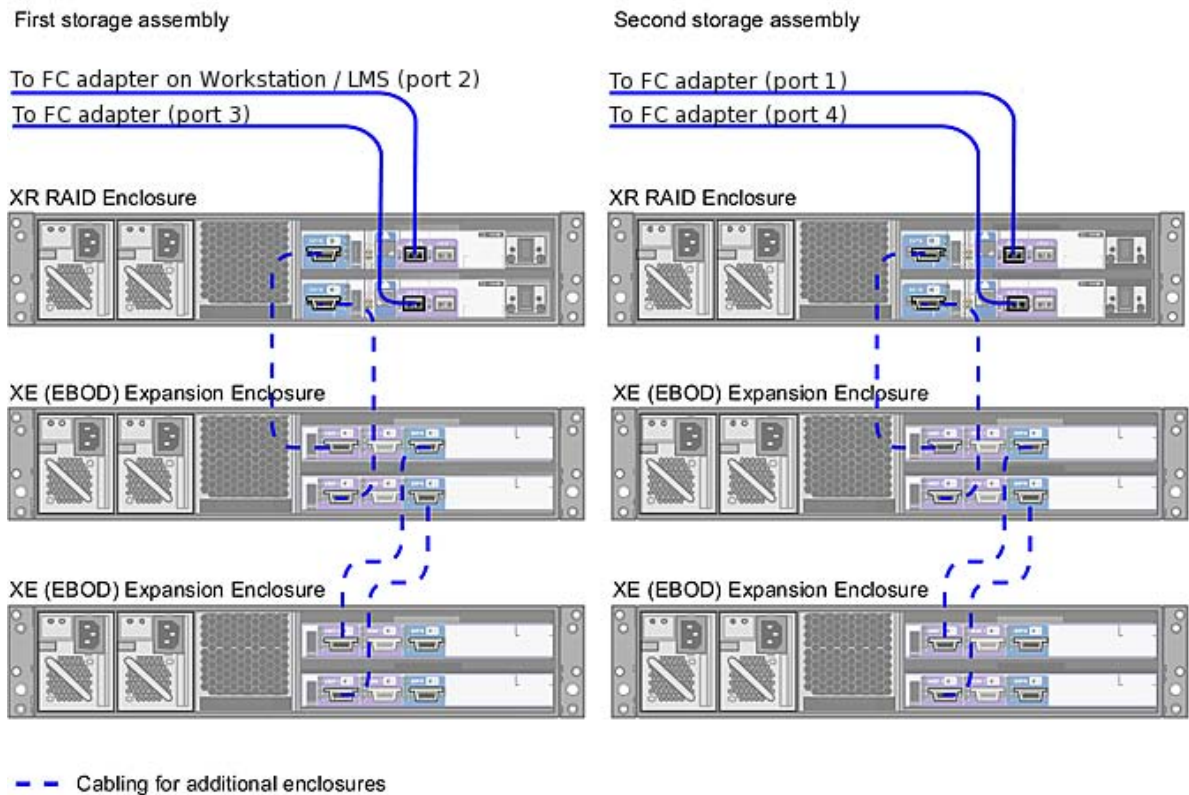 First storage assembly
Second storage assembly
To FC adapter on Workstation / LMS (port 2)
To FC adapter (port 3)
To FC adapter (port 1)
To FC adapter (port 4)
XR RAID Enclosure
XR RAID Enclosure
XE (EBOD) Expansion Enclosure
XE (EBOD) Expansion Enclosure
XE (EBOD) Expansion Enclosure
XE (EBOD) Expansion Enclosure
Cabling for additional enclosures